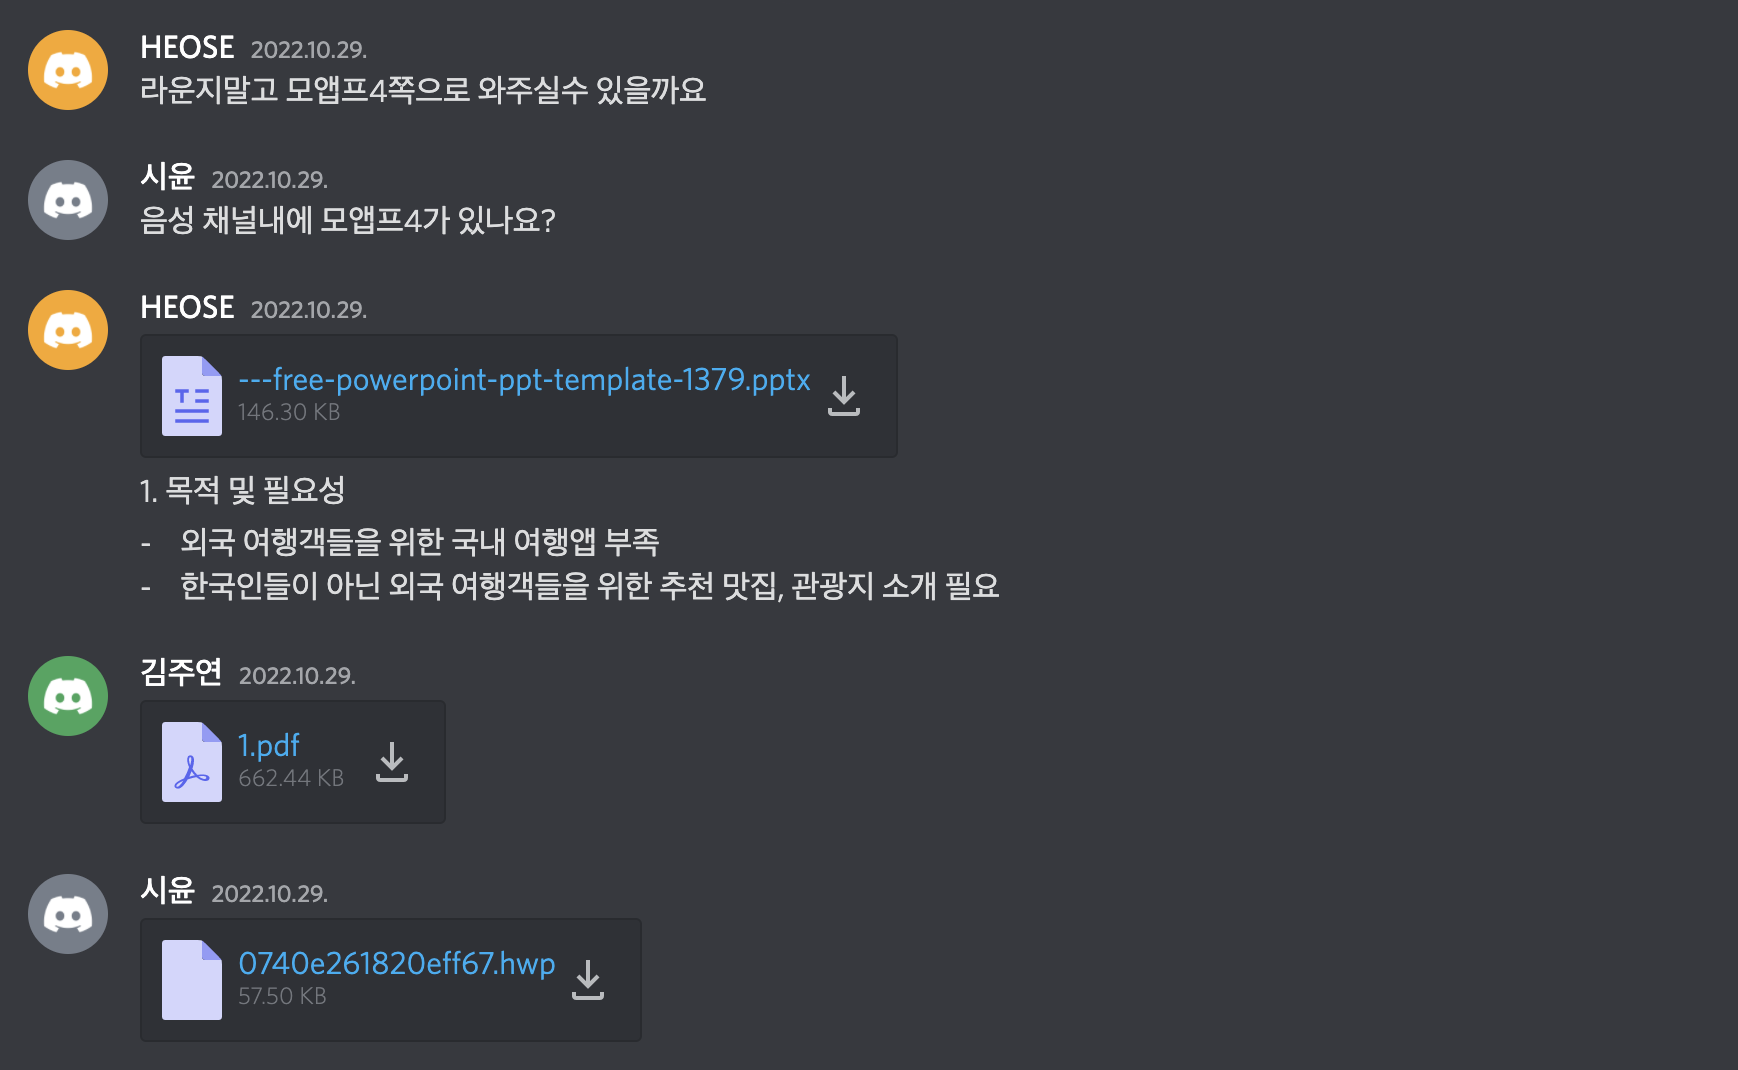 HEOSE 2022.10.29.
라운지말고 모앱프4쪽으로 와주실수 있을까요
시윤 2022.10.29.
음성 채널내에 모앱프4가 있나요?
HEOSE 2022.10.29.
---free-powerpoint-ppt-template-1379.pptx
146.30 KB
1. 목적 및 필요성
- 외국 여행객들을 위한 국내 여행앱 부족
- 한국인들이 아닌 외국 여행객들을 위한 추천 맛집, 관광지 소개 필요
김주연 2022.10.29.
1.pdf
662.44 KB
시윤 2022.10.29.
0740e261820eff67.hwp
57.50 KB